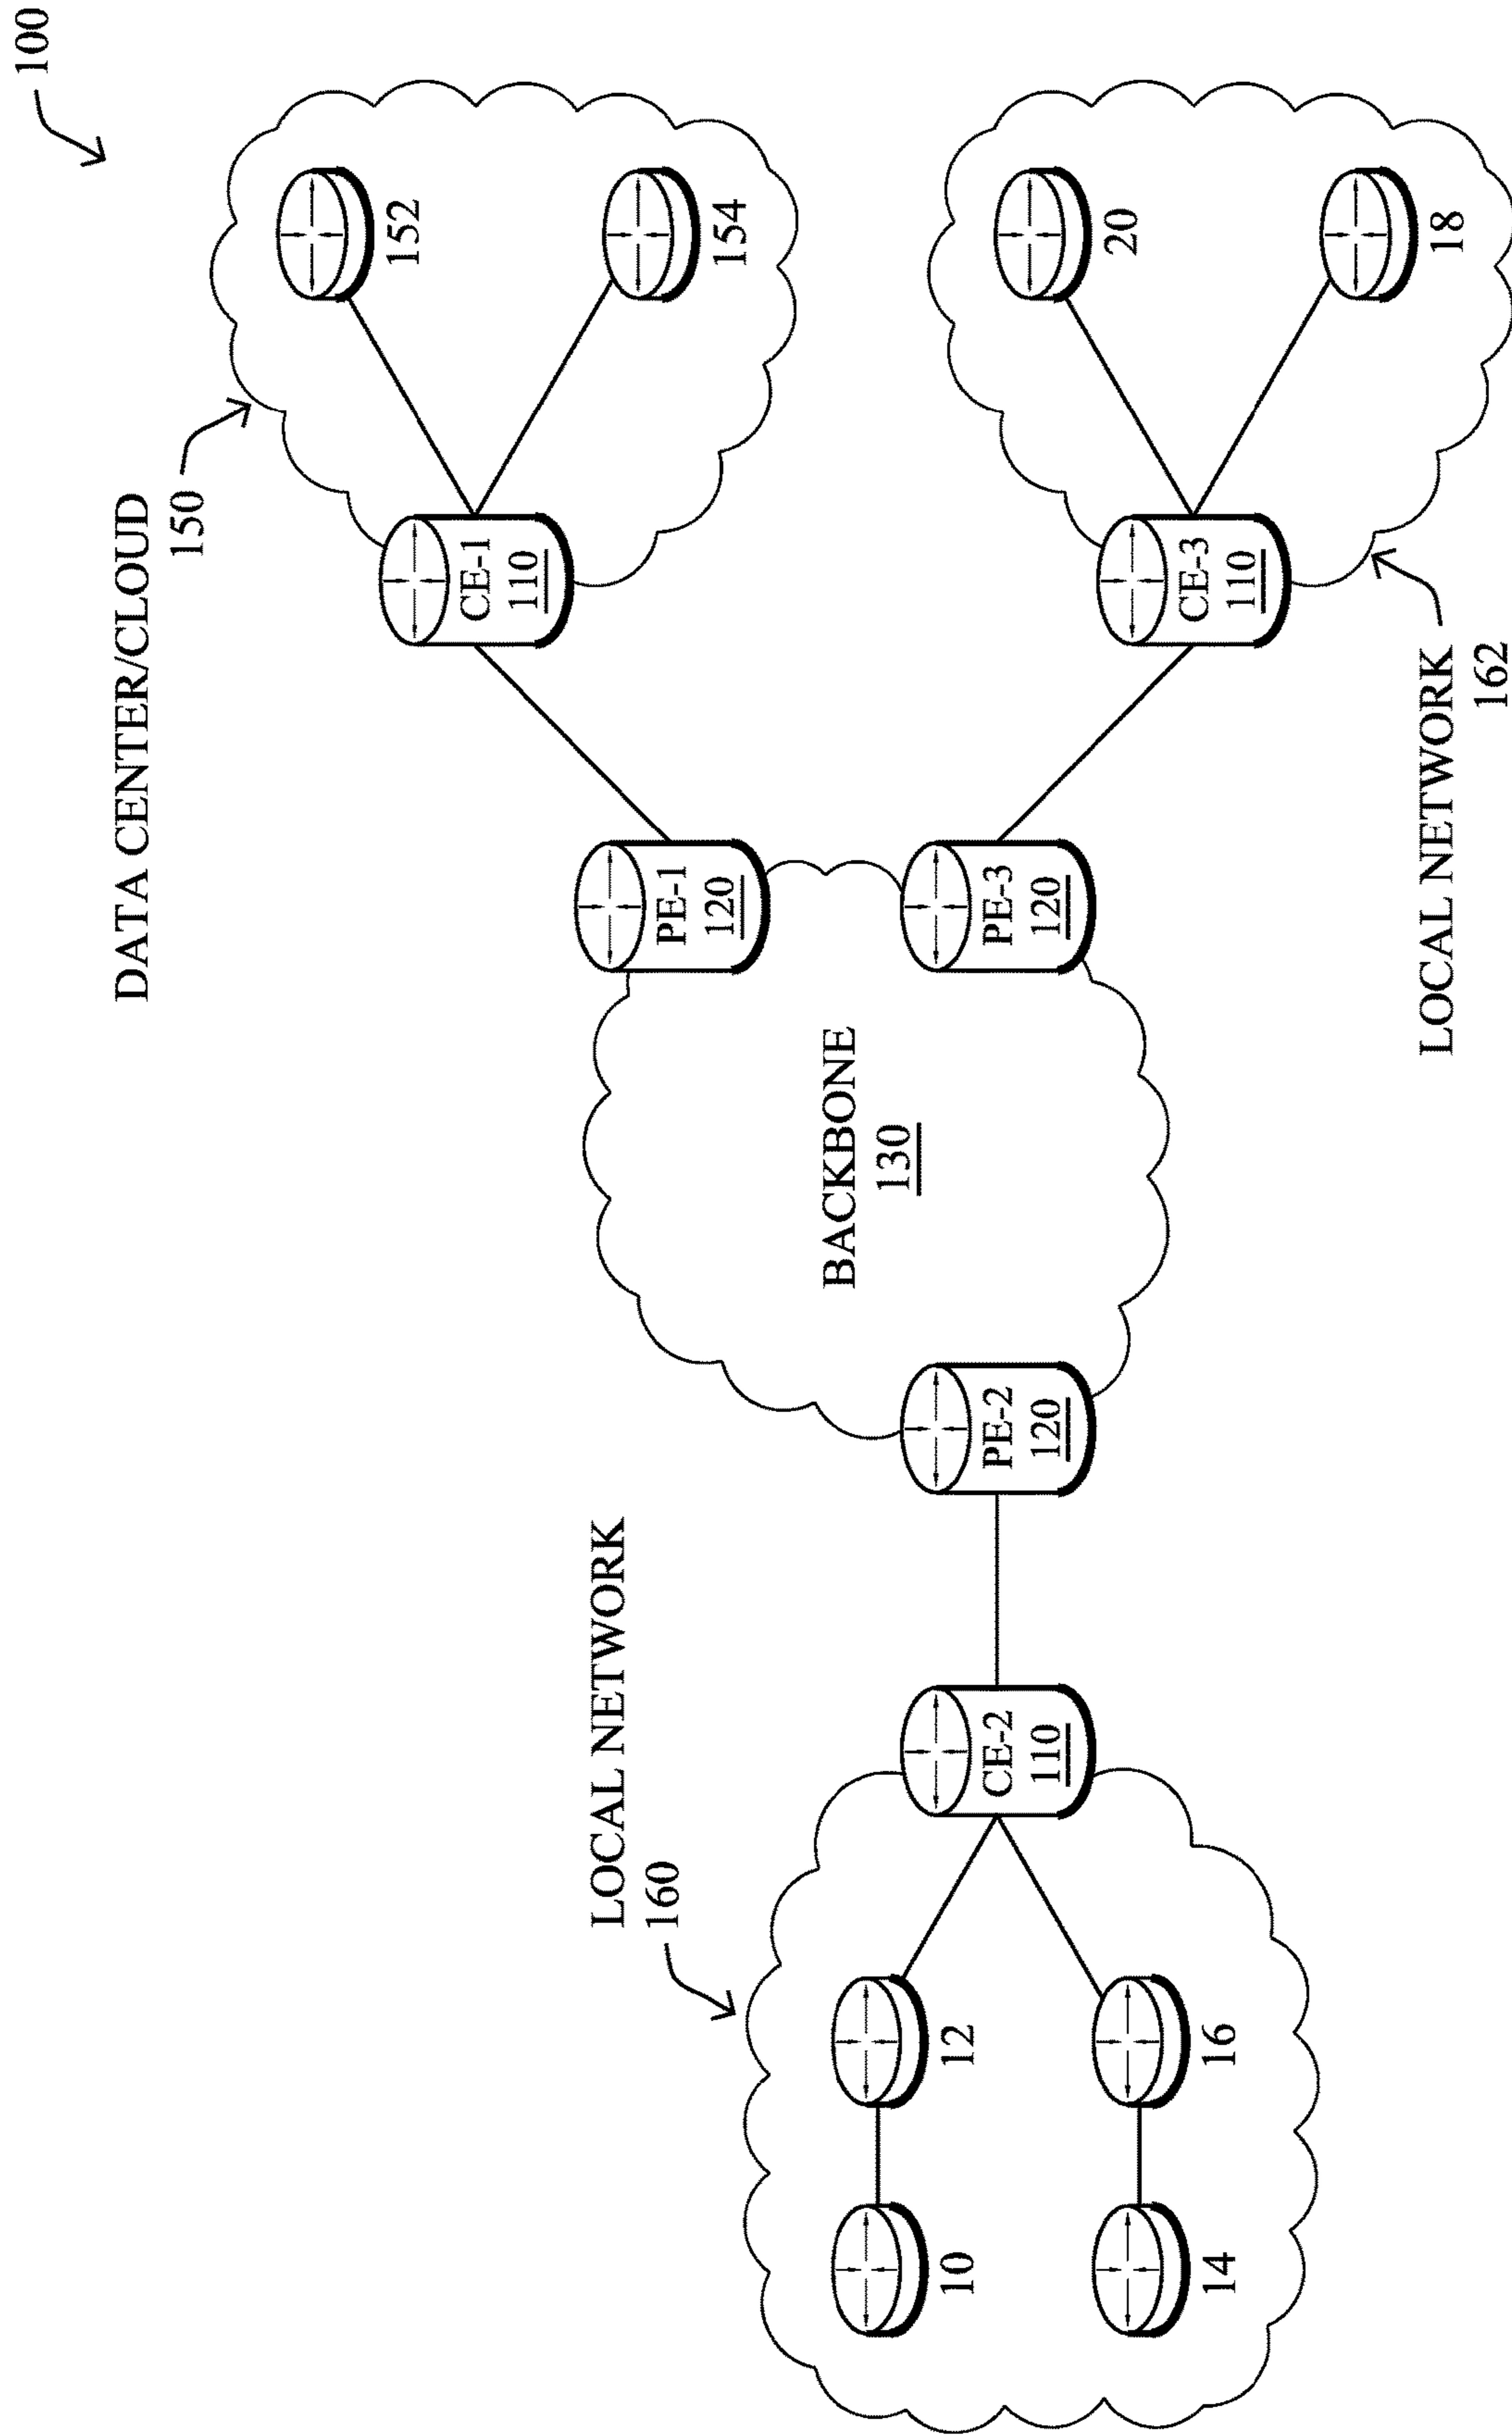 100
DATA CENTER/CLOUD
150
152
154
CE-1
110
PE-1
120
LOCAL NETWORK
160
BACKBONE
130
10
12
14
16
CE-2
110
PE-2
120
PE-3
120
CE-3
110
20
18
LOCAL NETWORK
162